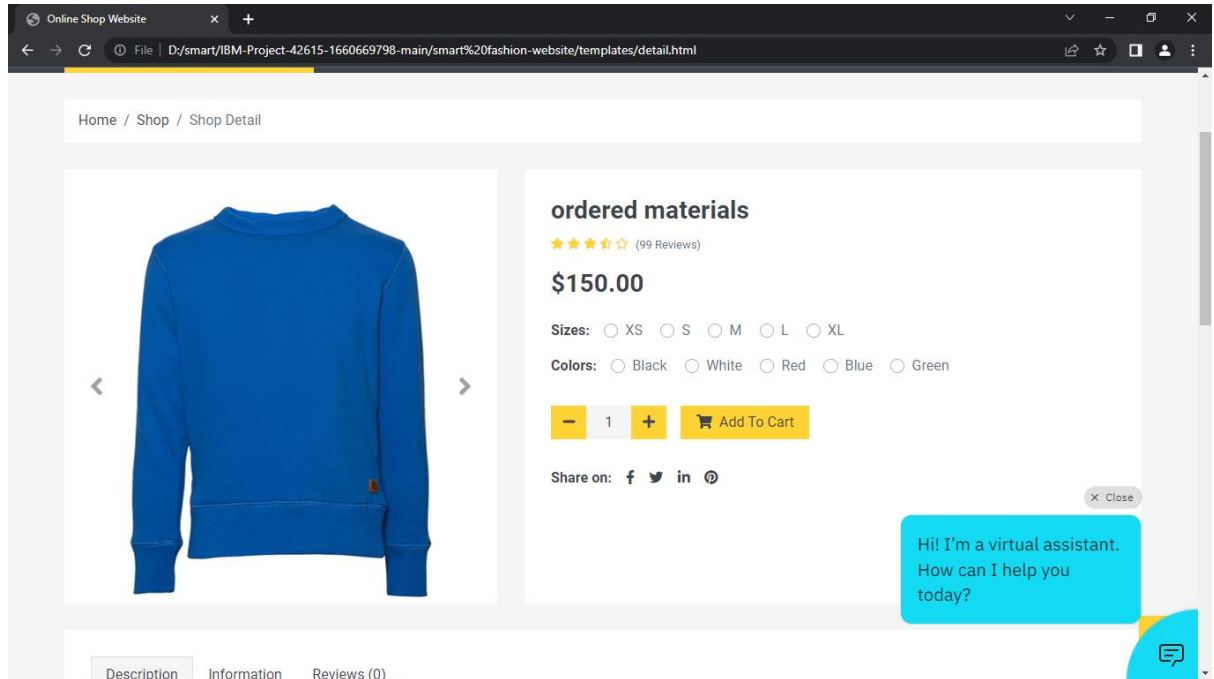 Online Shop Website
File D:/smart/IBM-Project-42615-1660669798-main/smart%20fashion-website/templates/detail.html
Home / Shop / Shop Detail
ordered materials
(99 Reviews)
$150.00
Sizes: XS S M L XL
Colors: Black White Red Blue Green
1 Add To Cart
Share on:
Close
Hi! I'm a virtual assistant.
How can I help you
today?
Description Information Reviews (0)